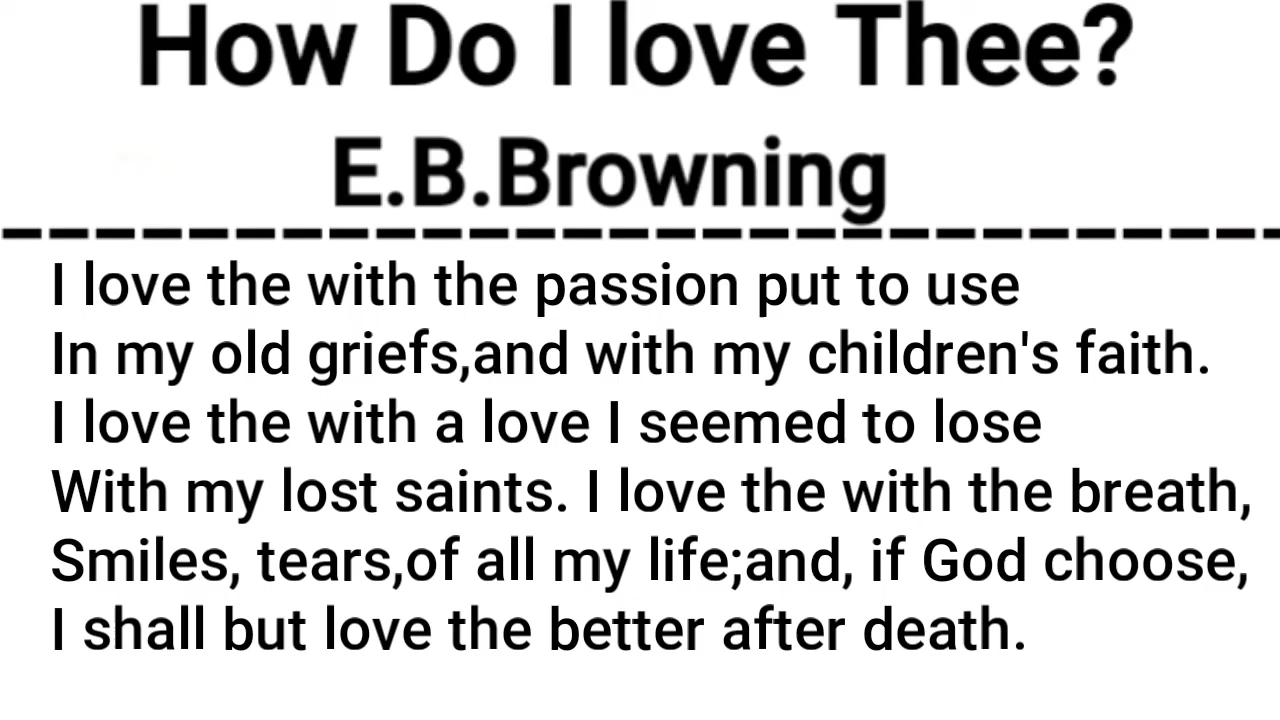 How Do I love Thee?
E.B.Browning
I love the with the passion put to use
In my old griefs,and with my children's faith.
I love the with a love I seemed to lose
With my lost saints. I love the with the breath,
Smiles, tears,of all my life;and, if God choose,
I shall but love the better after death.